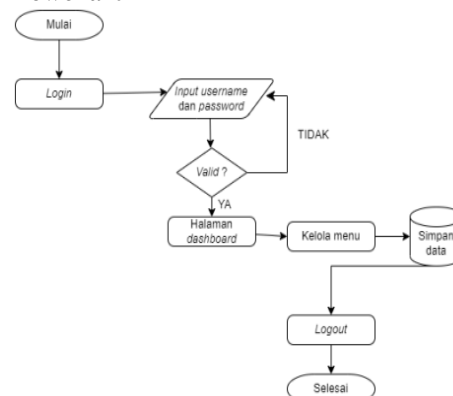 Mulai
Login
Input username
dan password
TIDAK
Valid ?
YA
Halaman
dashboard
Kelola menu
Simpan
data
Logout
Selesai